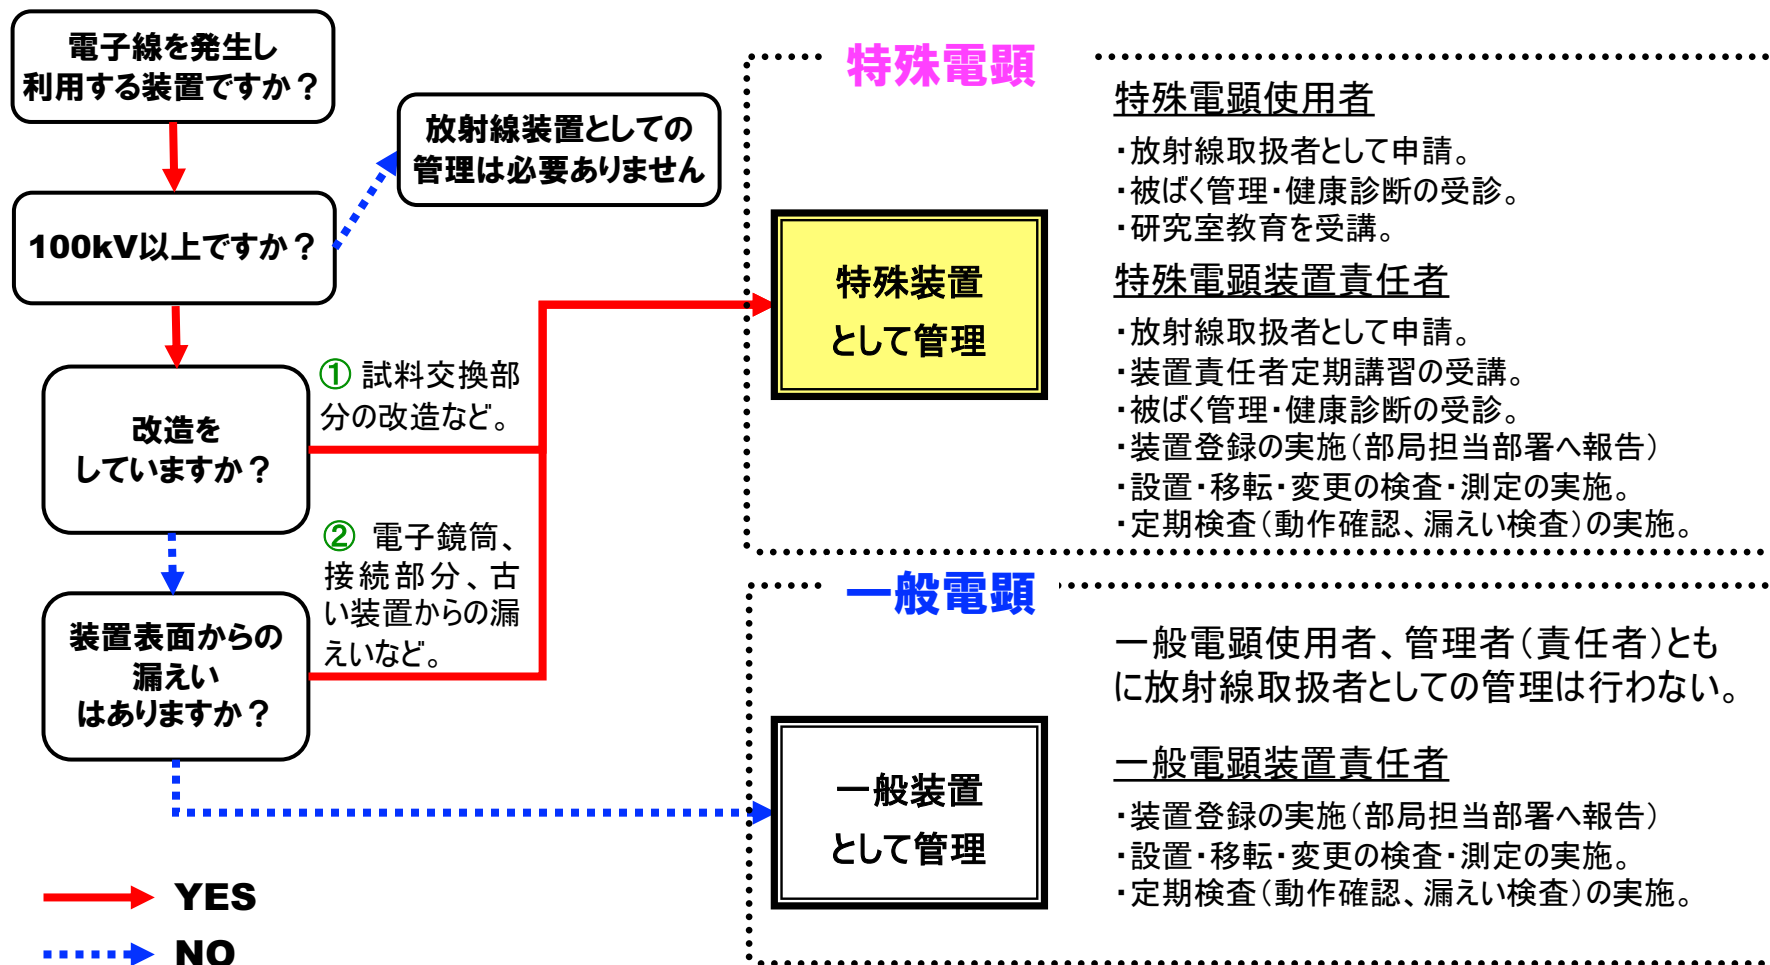 電子線を発生し
利用する装置ですか？
放射線装置としての
管理は必要ありません
100kV以上ですか？
改造を
していますか？
① 試料交換部
分の改造など。
装置表面からの
漏えい
はありますか？
② 電子鏡筒、
接続部分、古
い装置からの漏
えいなど。
YES
NO
特殊電顕
特殊装置
として管理
特殊電顕使用者
・放射線取扱者として申請。
・被ばく管理・健康診断の受診。
・研究室教育を受講。
特殊電顕装置責任者
・放射線取扱者として申請。
・装置責任者定期講習の受講。
・被ばく管理・健康診断の受診。
・装置登録の実施（部局担当部署へ報告）
・設置・移転・変更の検査・測定の実施。
・定期検査（動作確認、漏えい検査）の実施。
一般電顕
一般装置
として管理
一般電顕使用者、管理者（責任者）とも
に放射線取扱者としての管理は行わない。
一般電顕装置責任者
・装置登録の実施（部局担当部署へ報告）
・設置・移転・変更の検査・測定の実施。
・定期検査（動作確認、漏えい検査）の実施。